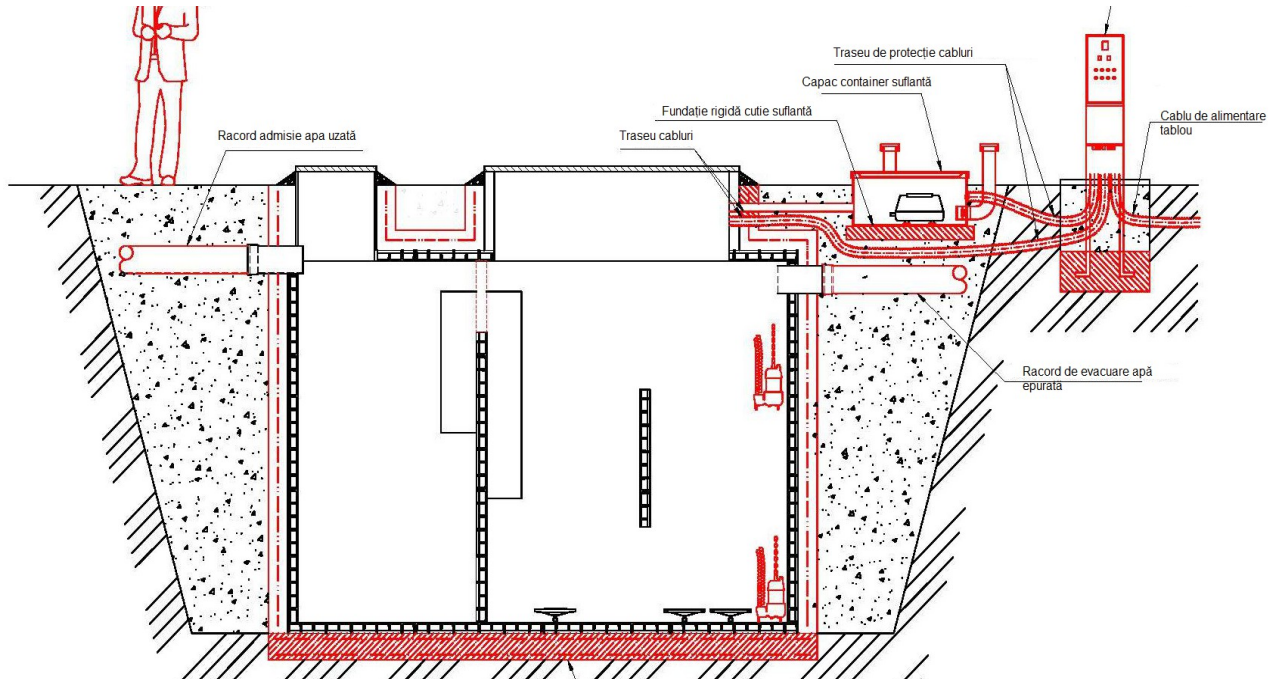 Traseu de protecție cabluri
Capac container suflantă
Fundație rigidă cutie suflantă
Cablu de alimentare
tablou
Racord admisie apa uzată
Traseu cabluri
Racord de evacuare apă
epurata